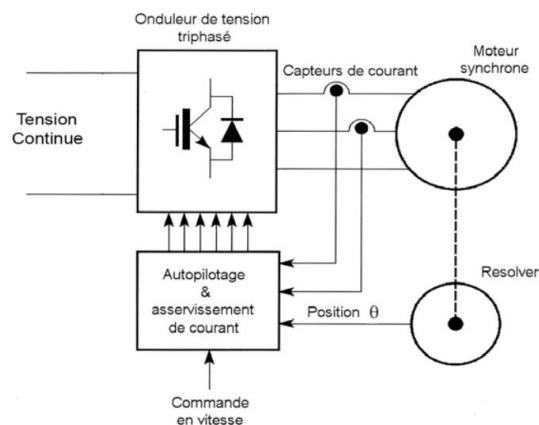 Onduleur de tension
triphasé
Capteurs de courant
Moteur
synchrone
Tension
Continue
Autopilotage
&
asservissement
de courant
Position θ
Resolver
Commande
en vitesse